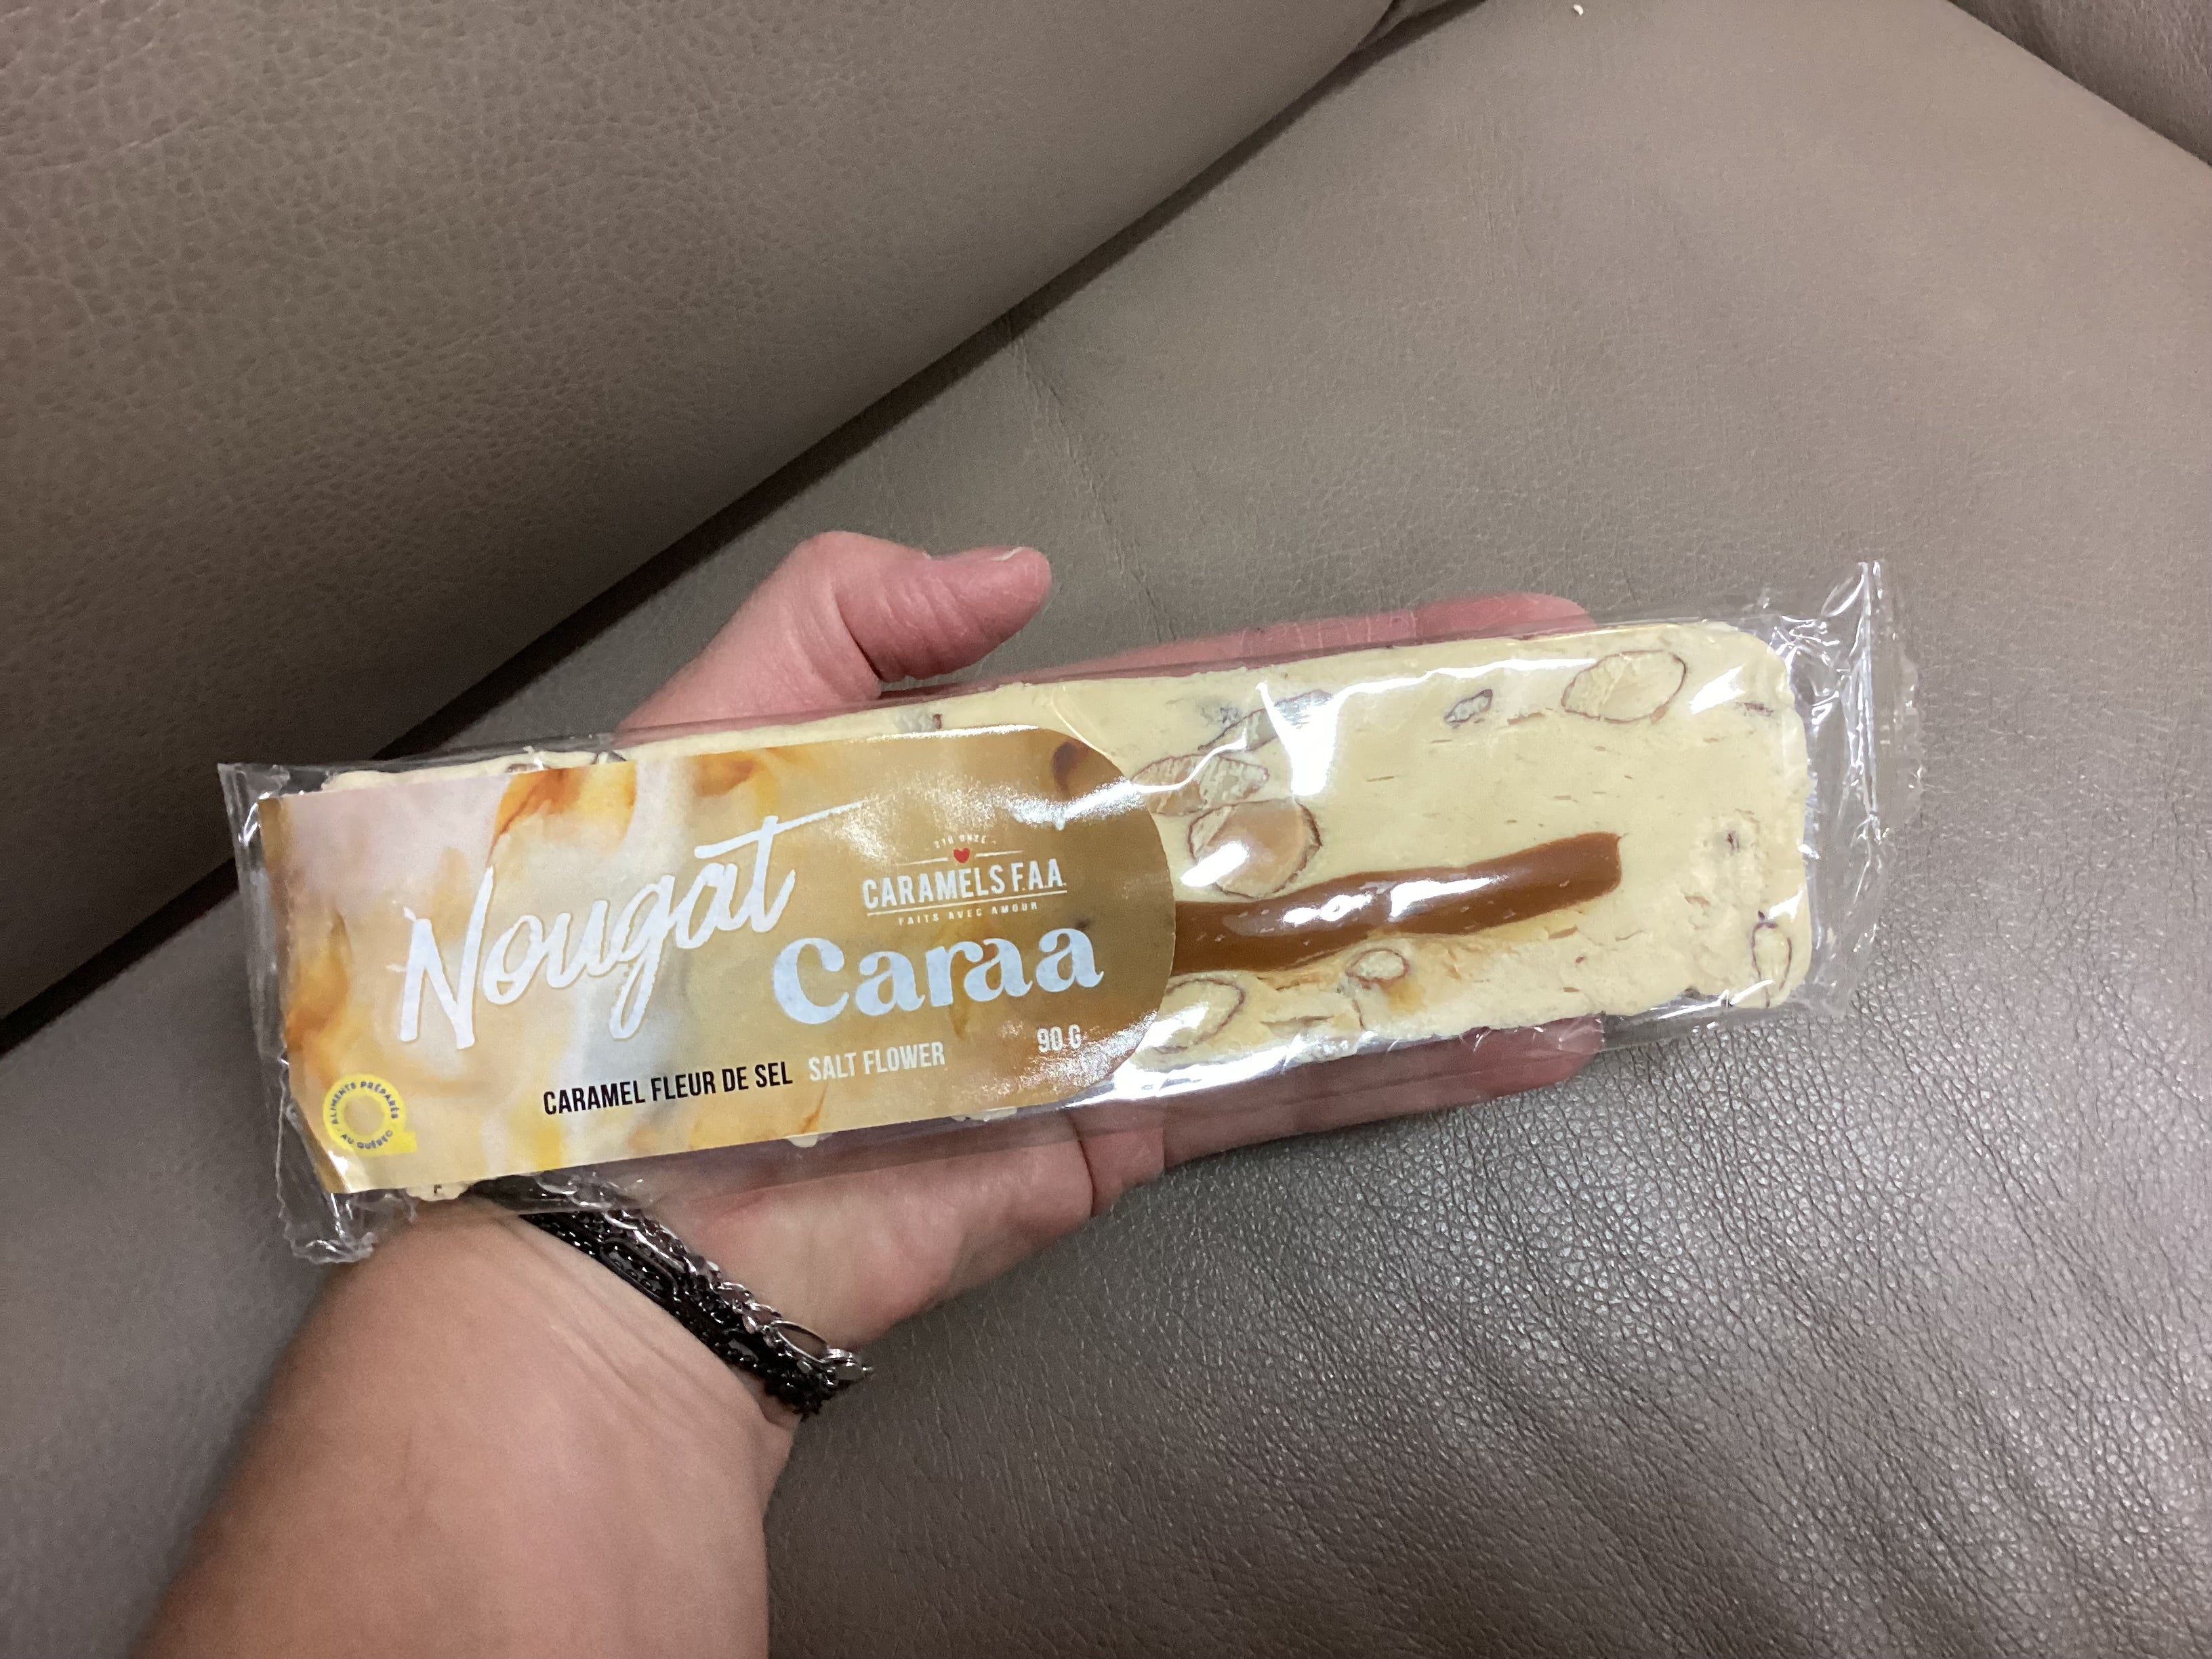 Nougat
CARAMELS F.A.A.
FAITS AVEC AMOUR
Caraa
90 G
CARAMEL FLEUR DE SEL SALT FLOWER
ALIMENTS PRÉPARÉS
AU QUÉBEC